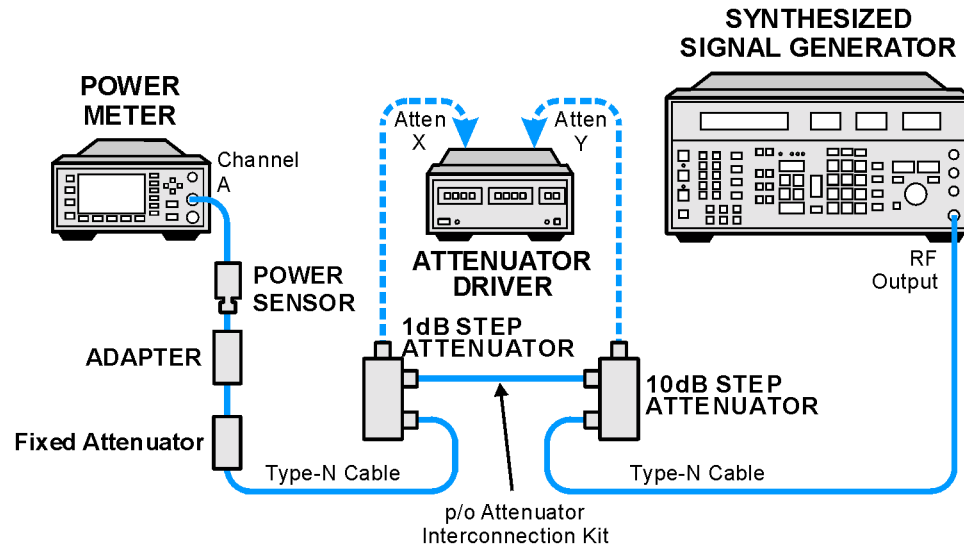 SYNTHESIZED
SIGNAL GENERATOR
POWER
METER
Channel
A
Atten
X
Atten
Y
RF
Output
ATTENUATOR
DRIVER
POWER
SENSOR
ADAPTER
Fixed Attenuator
1dB STEP
ATTENUATOR
10dB STEP
ATTENUATOR
Type-N Cable
Type-N Cable
p/o Attenuator
Interconnection Kit